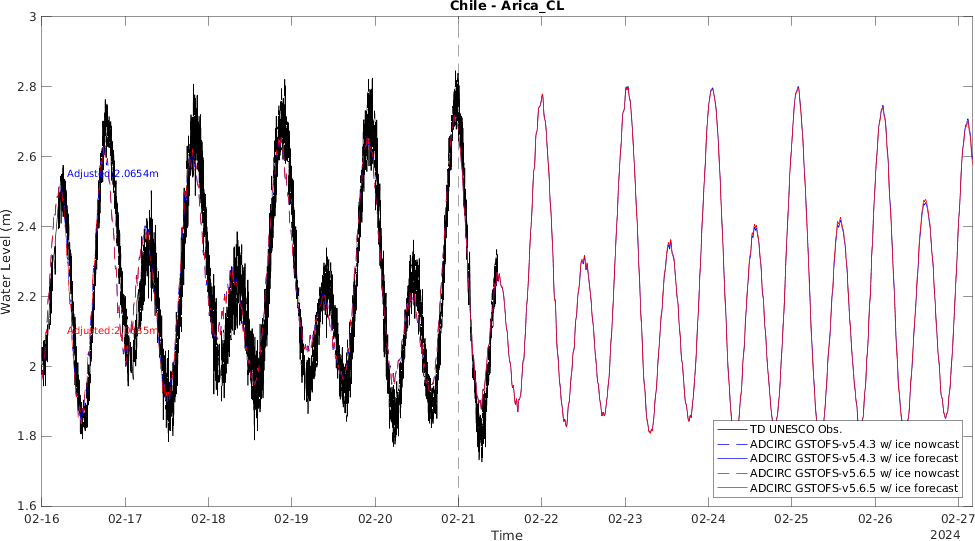 Chile - Arica_CL
3
2.8
2.6
2.4
2.2
2
1.8
1.6
Water Level (m)
Adjusted:2.0654m
TD UNESCO Obs.
ADCIRC GSTOFS-v5.4.3 w/ ice nowcast
ADCIRC GSTOFS-v5.4.3 w/ ice forecast
ADCIRC GSTOFS-v5.6.5 w/ ice nowcast
ADCIRC GSTOFS-v5.6.5 w/ ice forecast
02-16 02-17 02-18 02-19 02-20 02-21 02-22 02-23 02-24 02-25 02-26 02-27
Time
2024